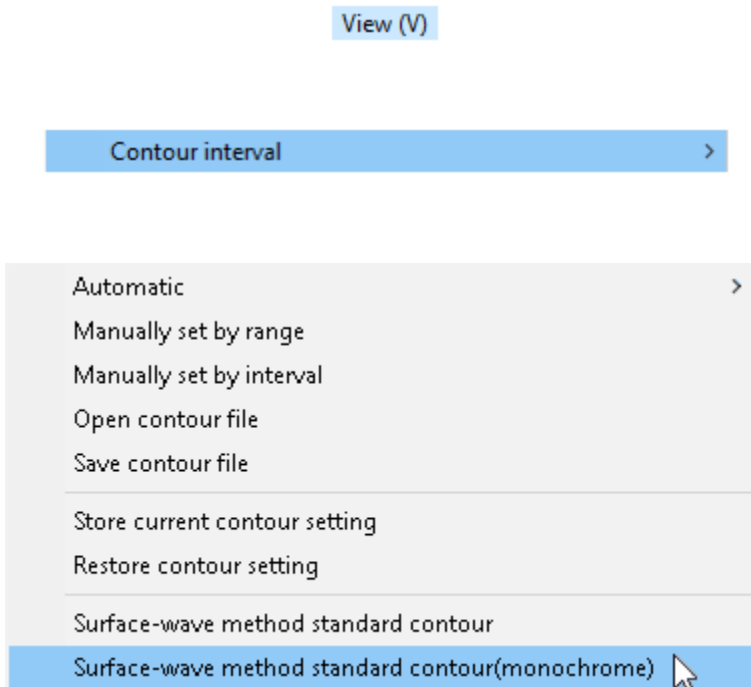 View (V)
Contour interval
Automatic
Manually set by range
Manually set by interval
Open contour file
Save contour file
Store current contour setting
Restore contour setting
Surface-wave method standard contour
Surface-wave method standard contour(monochrome)